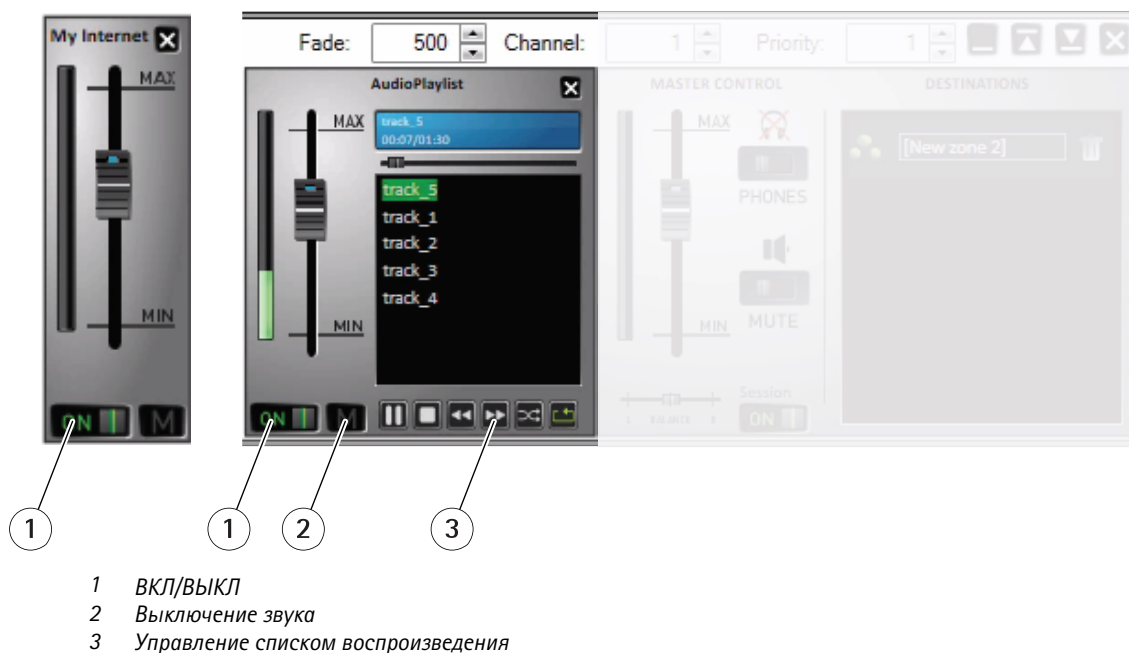 My Internet
MAX
MIN
ON M
Fade: 500 Channel: 1 Priority: 1
AudioPlaylist
MAX
track_5
00:07/01:30
track_5
track_1
track_2
track_3
track_4
MIN
ON M
MASTER CONTROL
MAX
PHONES
MUTE
MIN
Session
L BALANCE R
ON
DESTINATIONS
[New zone 2]
1 1 2 3
1 ВКЛ/ВЫКЛ
2 Выключение звука
3 Управление списком воспроизведения